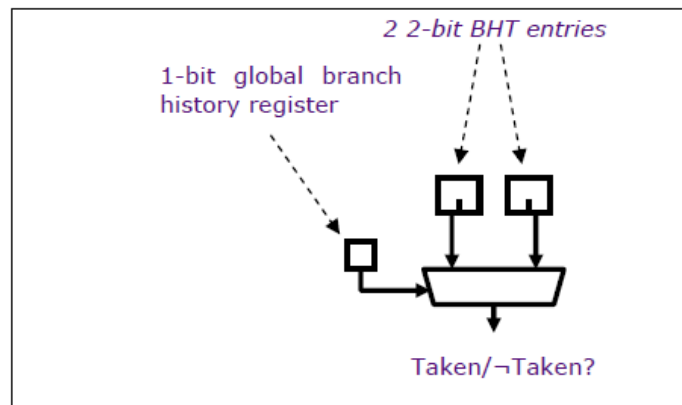 2 2-bit BHT entries
1-bit global branch
history register
Taken/¬Taken?